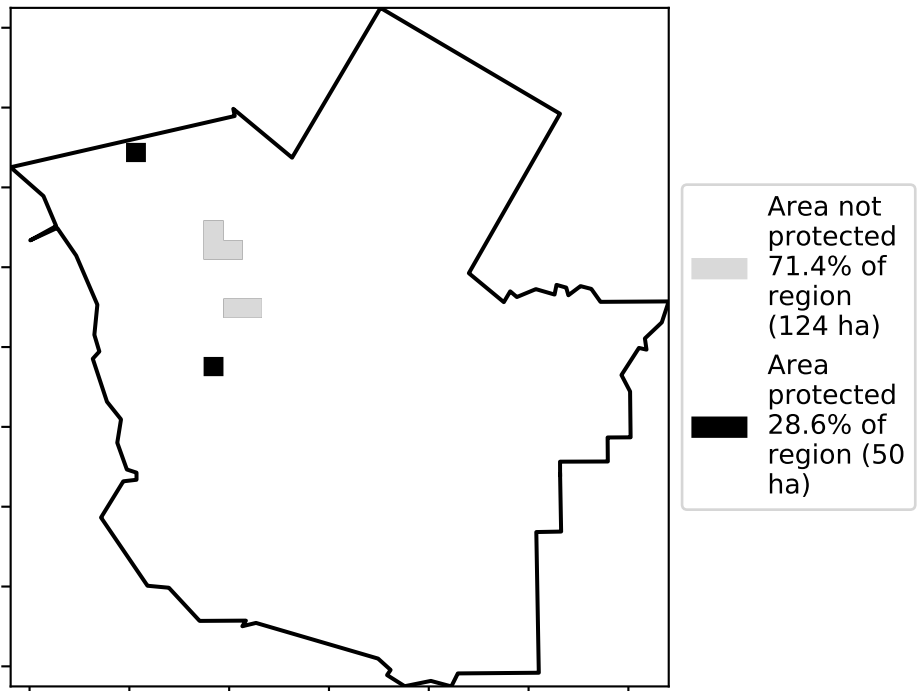 Area not
protected
71.4% of
region
(124 ha)
Area
protected
28.6% of
region (50
ha)